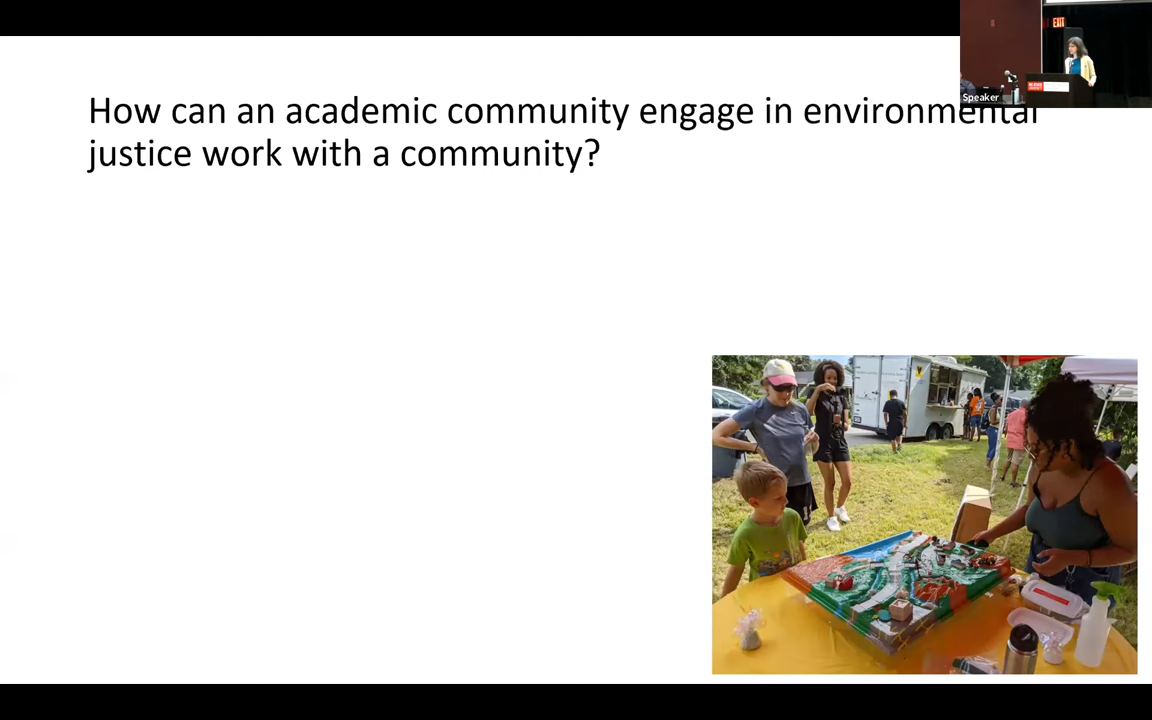 EXIT
Speaker
How can an academic community engage in environmental
justice work with a community?